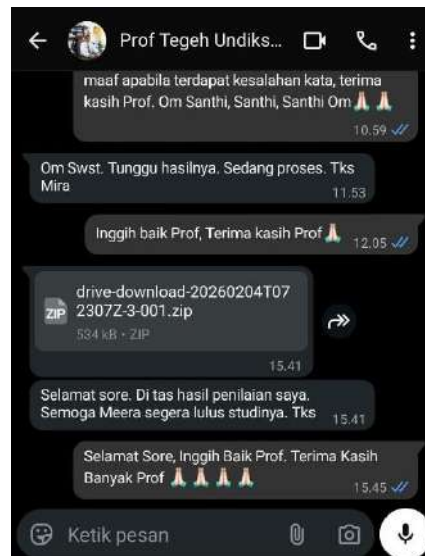 Prof Tegeh Undiks...
maaf apabila terdapat kesalahan kata, terima
kasih Prof. Om Santhi, Santhi, Santhi Om🙏🏻🙏🏻
10.59
Om Swst. Tunggu hasilnya. Sedang proses. Tks
Mira
11.53
Inggih baik Prof, Terima kasih Prof🙏🏻
12.05
ZIP
drive-download-20260204T07
2307Z-3-001.zip
534 kB • ZIP
15.41
Selamat sore. Di tas hasil penilaian saya.
Semoga Meera segera lulus studinya. Tks
15.41
Selamat Sore, Inggih Baik Prof. Terima Kasih
Banyak Prof 🙏🏻🙏🏻🙏🏻🙏🏻
15.45
Ketik pesan